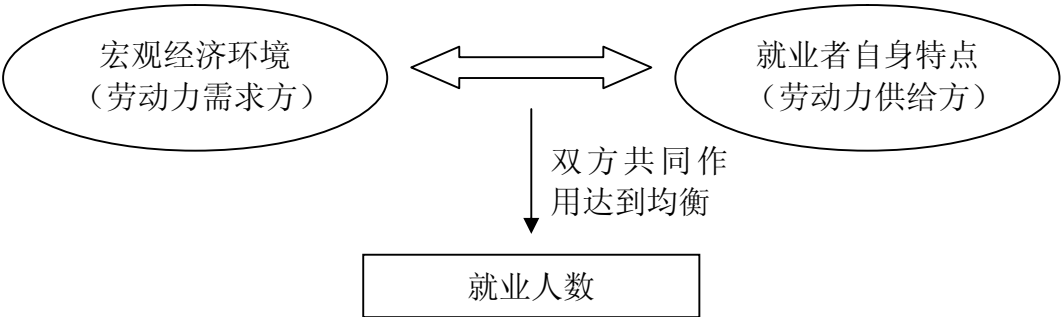 宏观经济环境
（劳动力需求方）
就业者自身特点
（劳动力供给方）
双方共同作
用达到均衡
就业人数